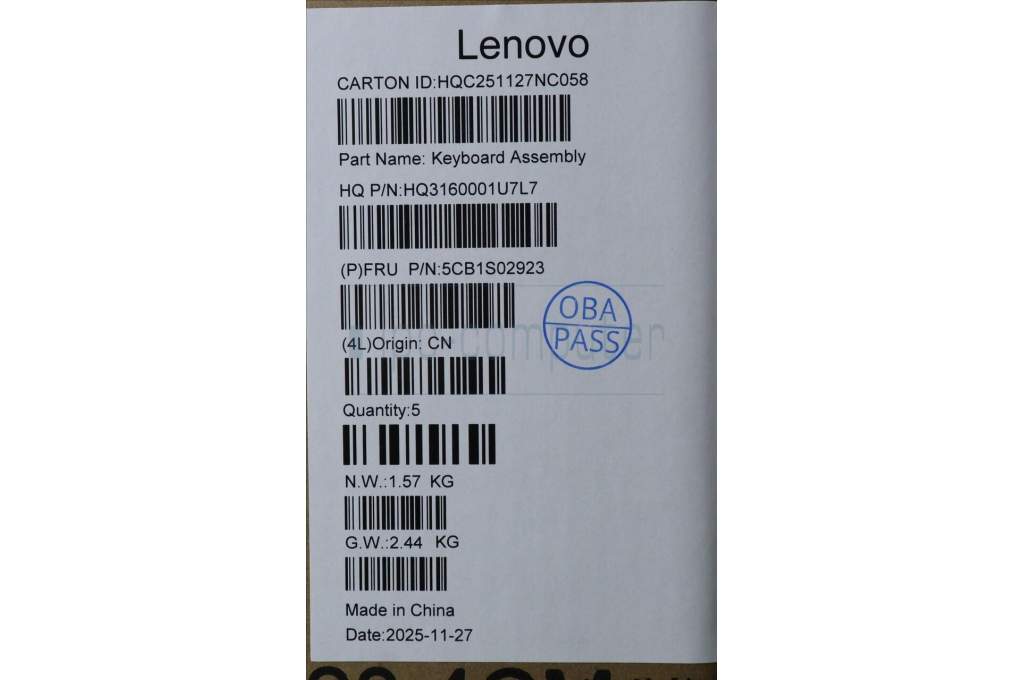 Lenovo
CARTON ID:HQC251127NC058
Part Name: Keyboard Assembly
HQ P/N:HQ3160001U7L7
(P)FRU P/N:5CB1S02923
OBA
PASS
(4L)Origin: CN
Quantity:5
N.W.:1.57 KG
G.W.:2.44 KG
Made in China
Date:2025-11-27